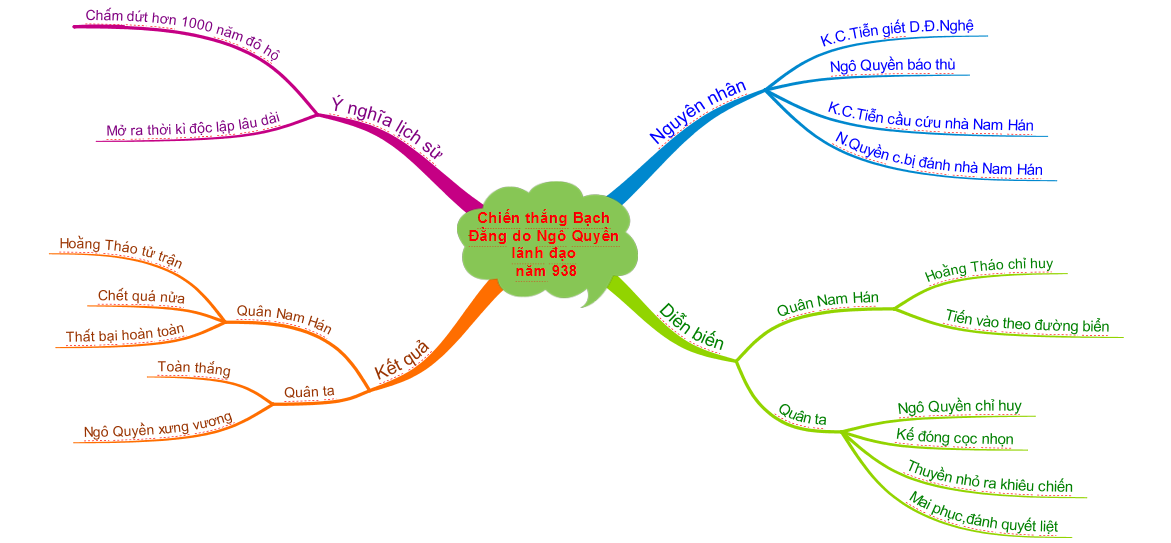 Chiến thắng Bạch
Đằng do Ngô Quyền
lãnh đạo
năm 938
Nguyên nhân
K.C.Tiễn giết D.Đ.Nghệ
Ngô Quyền báo thù
K.C.Tiễn cầu cứu nhà Nam Hán
N.Quyền c.bị đánh nhà Nam Hán
Diễn biến
Quân Nam Hán
Hoằng Tháo chỉ huy
Tiến vào theo đường biển
Quân ta
Ngô Quyền chỉ huy
Kế đóng cọc nhọn
Thuyền nhỏ ra khiêu chiến
Mai phục,đánh quyết liệt
Kết quả
Quân Nam Hán
Hoằng Tháo tử trận
Chết quá nửa
Thất bại hoàn toàn
Quân ta
Toàn thắng
Ngô Quyền xưng vương
Ý nghĩa lịch sử
Chấm dứt hơn 1000 năm đô hộ
Mở ra thời kì độc lập lâu dài